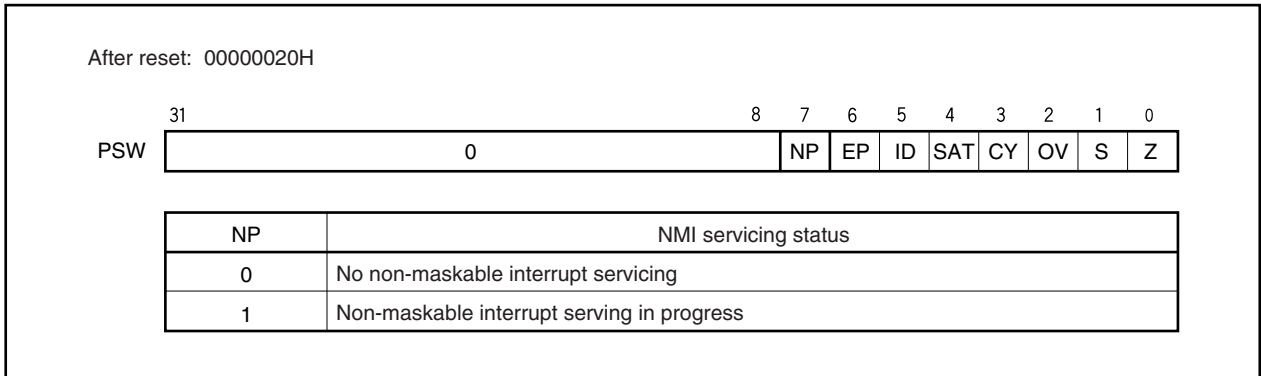 After reset: 00000020H
31 8 7 6 5 4 3 2 1 0
PSW 0 NP EP ID SAT CY OV S Z
NP NMI servicing status
0 No non-maskable interrupt servicing
1 Non-maskable interrupt serving in progress